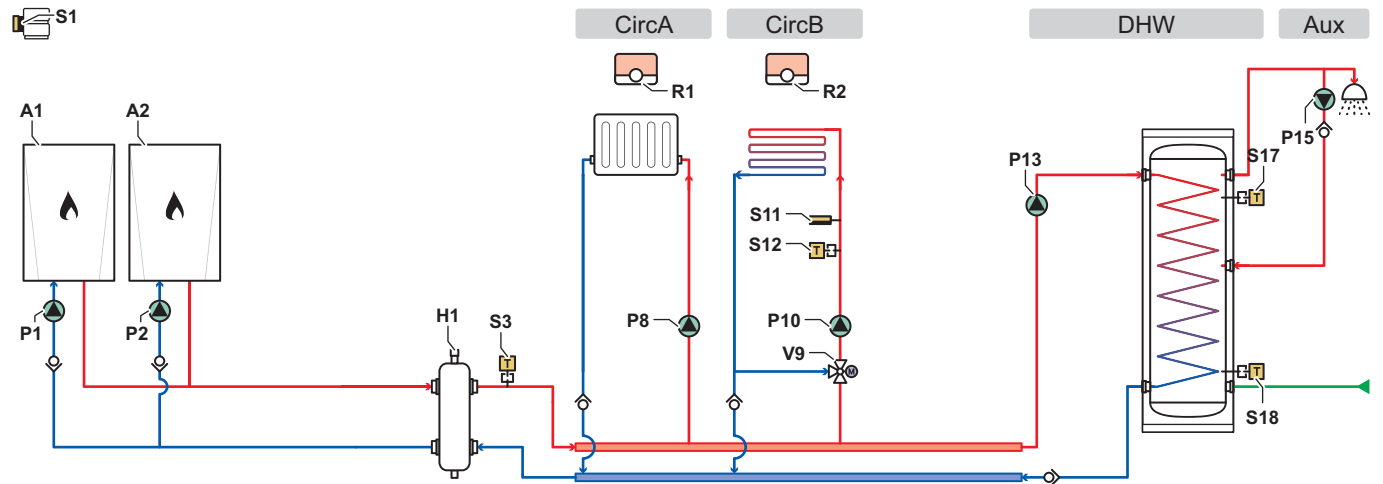 S1
CircA
CircB
DHW
Aux
R1
R2
A1
A2
P15
P13
S17
T
S11
S12
T
P1
P2
H1
S3
P8
P10
V9
T
M
T
S18